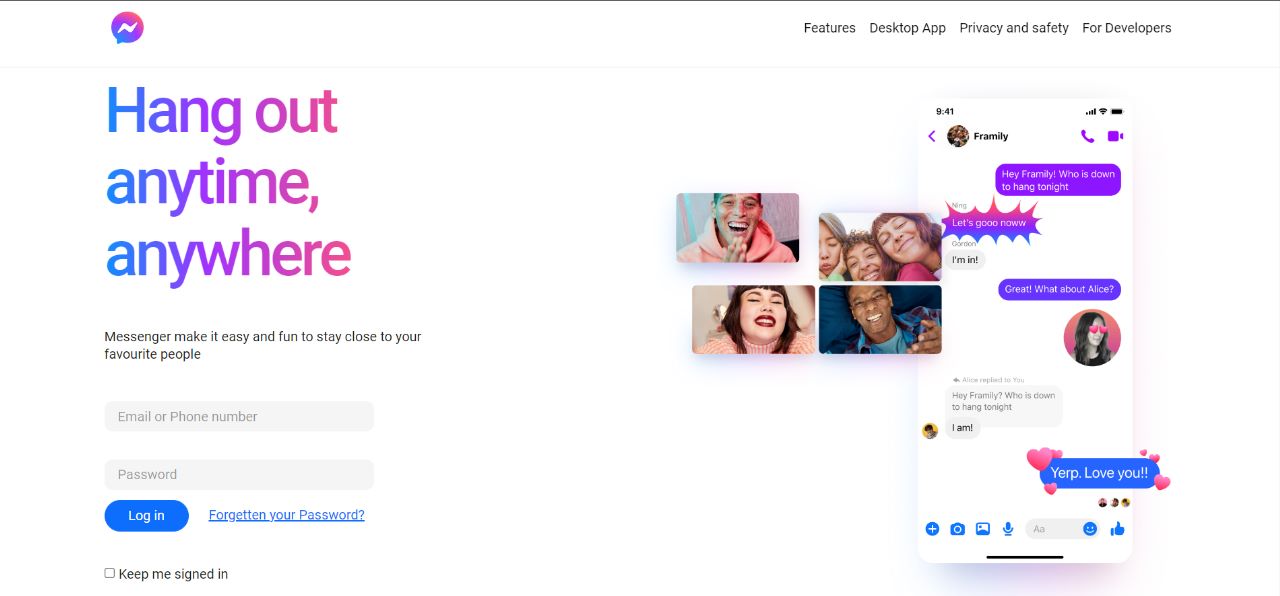 Features Desktop App Privacy and safety For Developers
Hang out
anytime,
anywhere
Messenger make it easy and fun to stay close to your
favourite people
Email or Phone number
Password
Log in Forgetten your Password?
Keep me signed in
9:41
Framily
Hey Framily! Who is down
to hang tonight
Ning
Let's gooo noww
Gordon
I'm in!
Great! What about Alice?
Alice replied to You
Hey Framily? Who is down
to hang tonight
I am!
Yerp. Love you!!
Aa